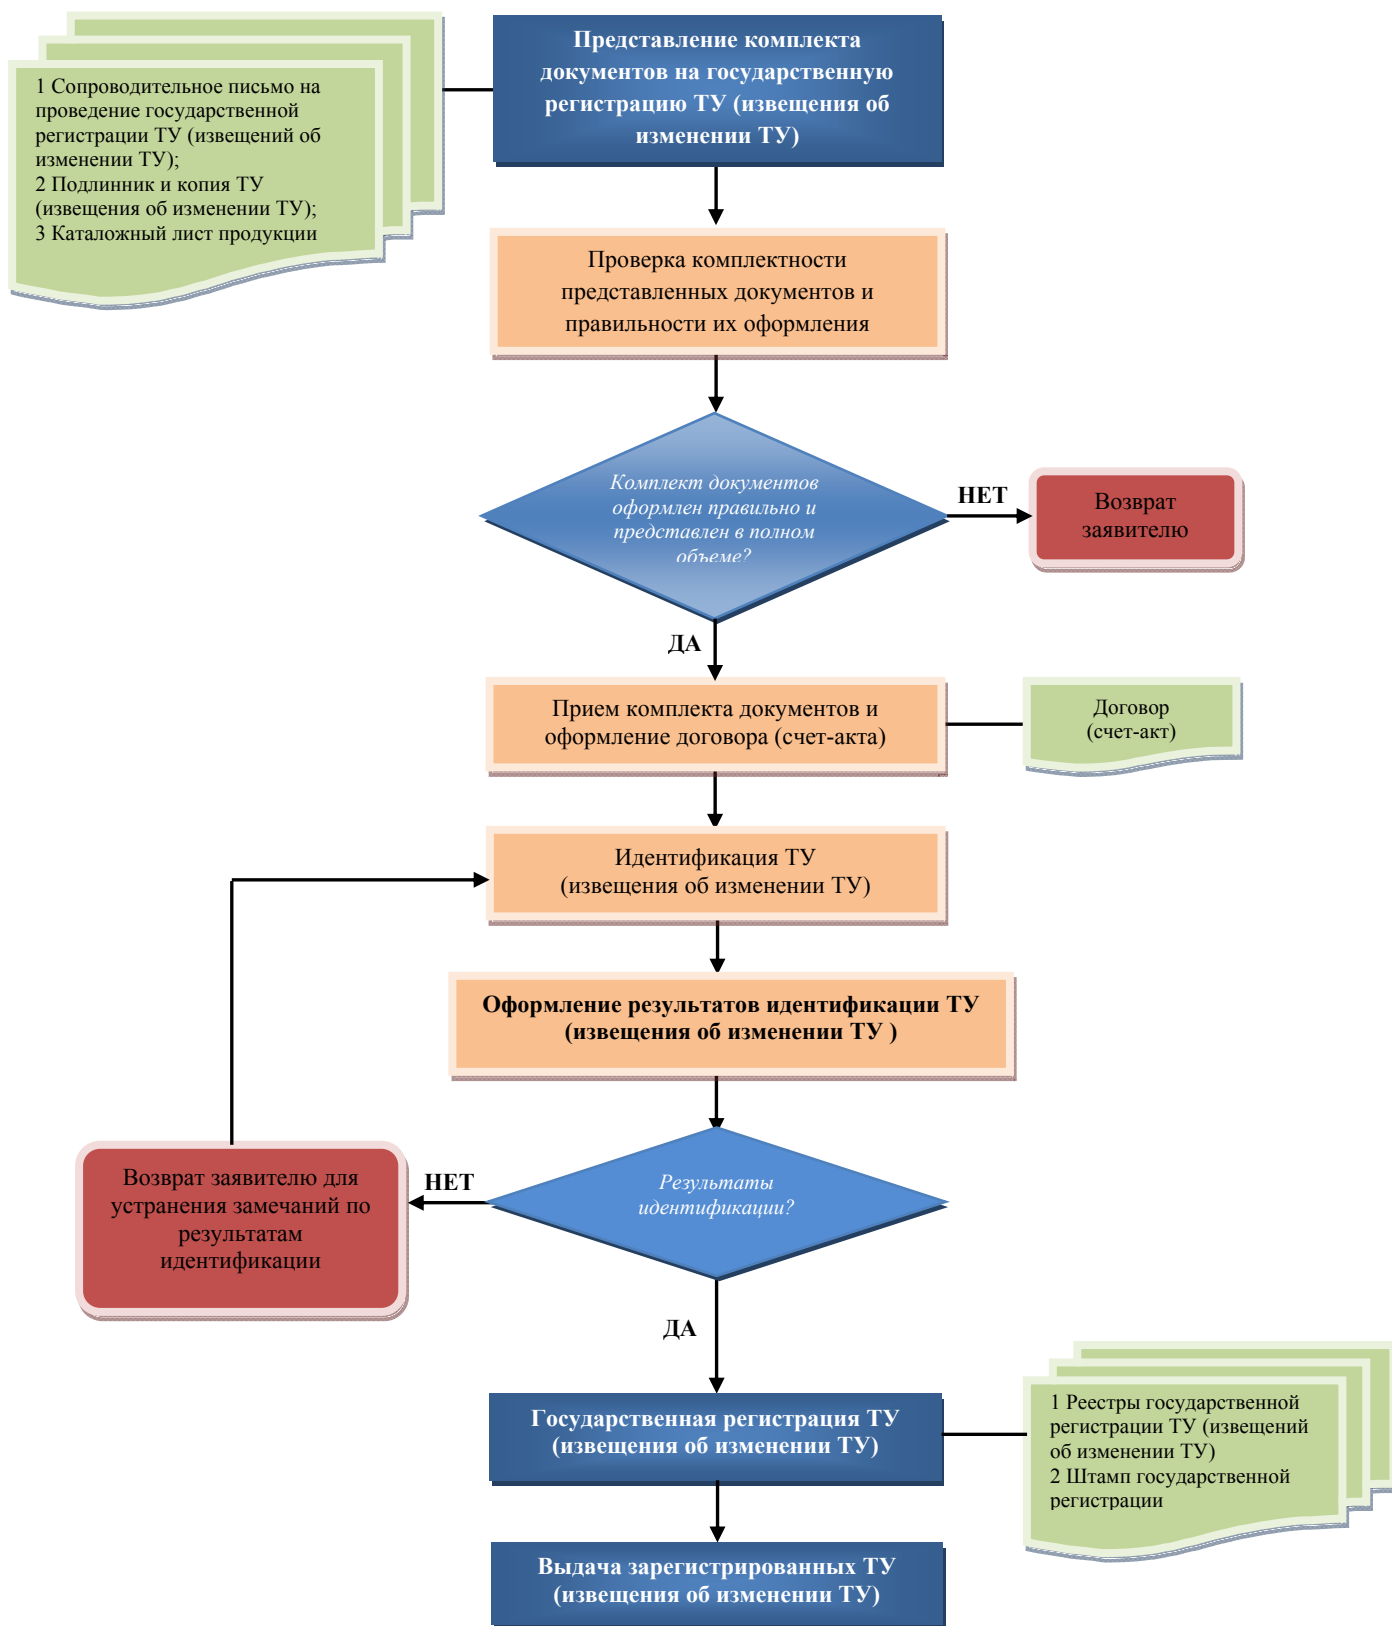 Представление комплекта
документов на государственную
регистрацию ТУ (извещения об
изменении ТУ)
1 Сопроводительное письмо на
проведение государственной
регистрации ТУ (извещений об
изменении ТУ);
2 Подлинник и копия ТУ
(извещения об изменении ТУ);
3 Каталожный лист продукции
Проверка комплектности
представленных документов и
правильности их оформления
Комплект документов
оформлен правильно и
представлен в полном
объеме?
НЕТ
Возврат
заявителю
ДА
Прием комплекта документов и
оформление договора (счет-акта)
Договор
(счет-акт)
Идентификация ТУ
(извещения об изменении ТУ)
Оформление результатов идентификации ТУ
(извещения об изменении ТУ )
Результаты
идентификации?
НЕТ
Возврат заявителю для
устранения замечаний по
результатам
идентификации
ДА
Государственная регистрация ТУ
(извещения об изменении ТУ)
1 Реестры государственной
регистрации ТУ (извещений
об изменении ТУ)
2 Штамп государственной
регистрации
Выдача зарегистрированных ТУ
(извещения об изменении ТУ)